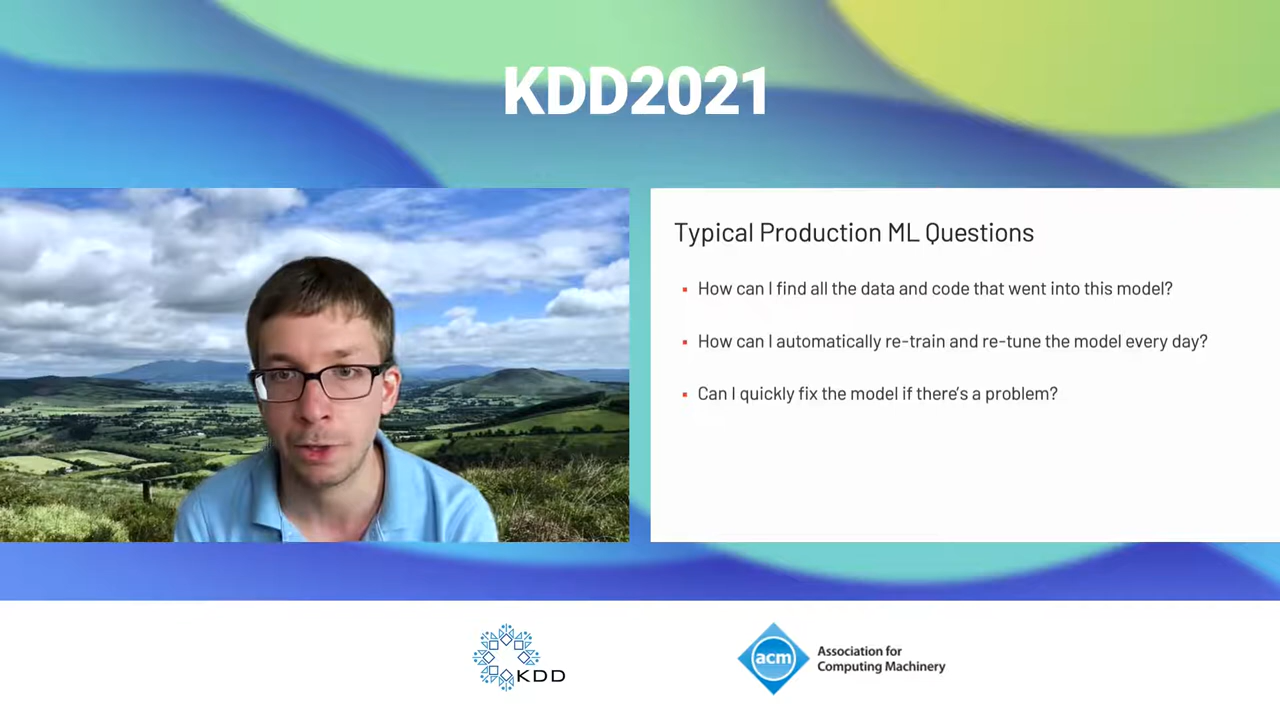 KDD2021
Typical Production ML Questions
▪ How can I find all the data and code that went into this model?
▪ How can I automatically re-train and re-tune the model every day?
▪ Can I quickly fix the model if there's a problem?
KDD
acm
Association for
Computing Machinery